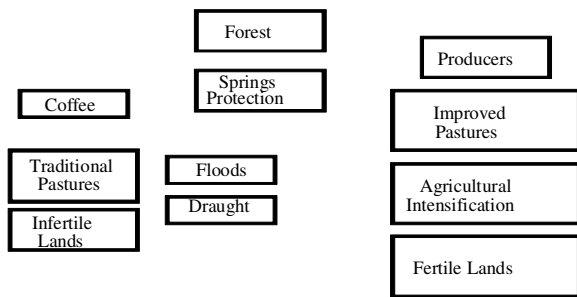 Forest
Springs
Protection
Coffee
Traditional
Pastures
Infertile
Lands
Floods
Draught
Producers
Improved
Pastures
Agricultural
Intensification
Fertile Lands